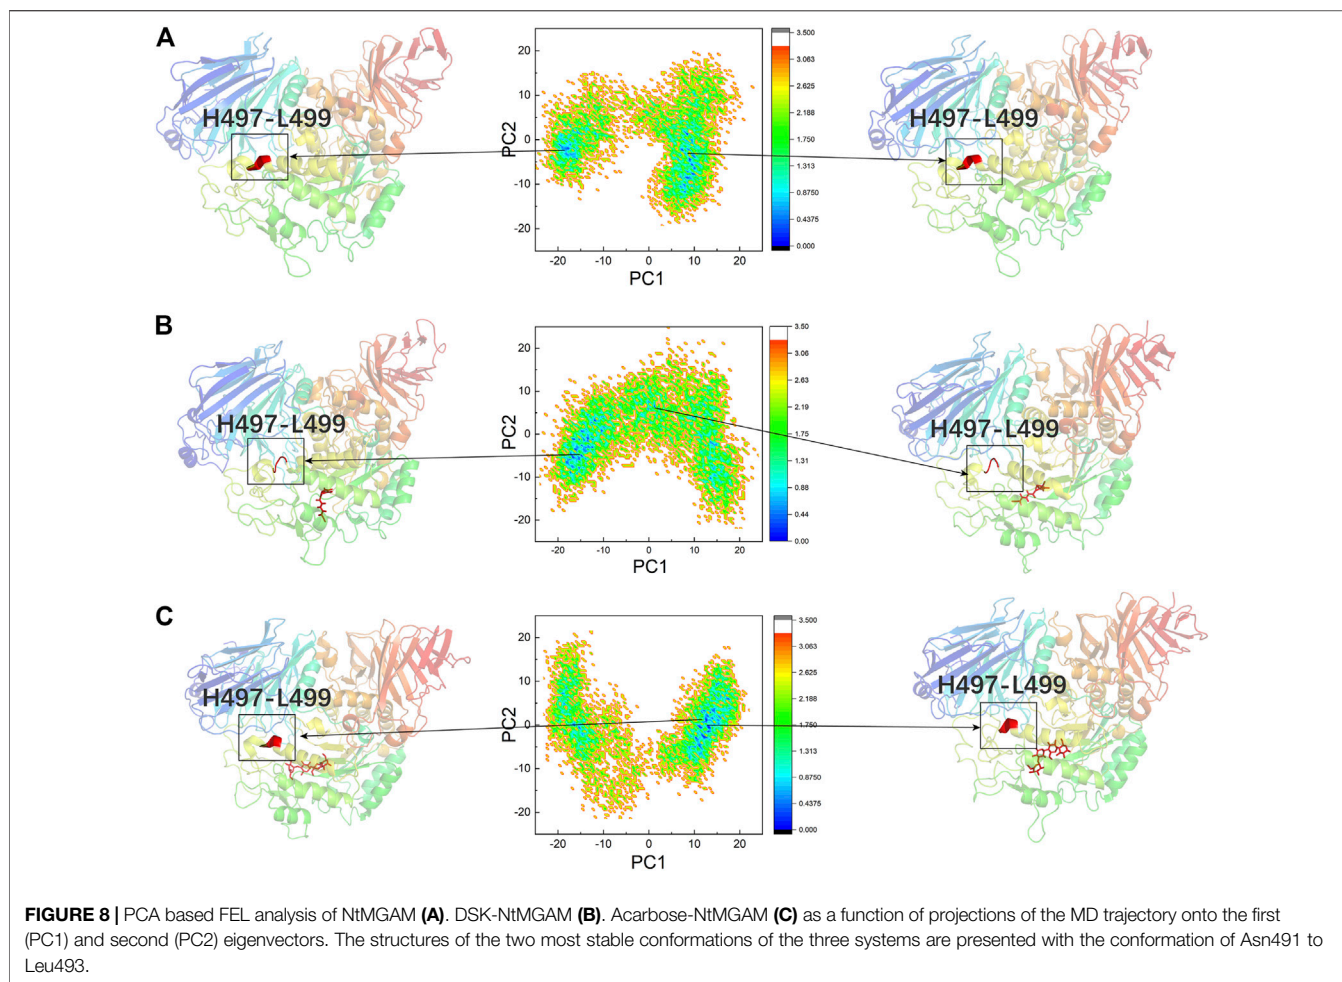 A
H497-L499
H497-L499
PC2
20
10
0
-10
-20
-20 -10 0 10 20
PC1
3.500
3.063
2.625
2.188
1.750
1.313
0.8750
0.4375
0.000
B
H497-L499
H497-L499
PC2
20
10
0
-10
-20
-20 -10 0 10 20
PC1
3.50
3.06
2.63
2.19
1.75
1.31
0.88
0.44
0.00
C
H497-L499
H497-L499
PC2
20
10
0
-10
-20
-20 -10 0 10 20
PC1
3.500
3.063
2.625
2.188
1.750
1.313
0.8750
0.4375
0.000
FIGURE 8 | PCA based FEL analysis of NtMGAM (A). DSK-NtMGAM (B). Acarbose-NtMGAM (C) as a function of projections of the MD trajectory onto the first
(PC1) and second (PC2) eigenvectors. The structures of the two most stable conformations of the three systems are presented with the conformation of Asn491 to
Leu493.